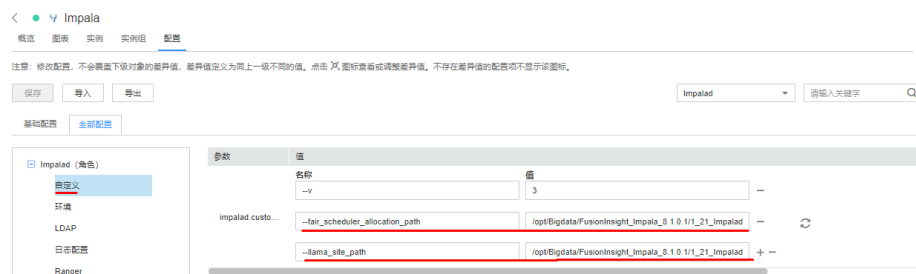 Impala
概览 图表 实例 实例组 配置
注意：修改配置，不会覆盖下级对象的差异值，差异值定义为同上一级不同的值。点击 图标查看或调整差异值。不存在差异值的配置项不显示该图标。
保存 导入 导出 Impalad 请输入关键字
基础配置 全部配置
参数 值
Impalad（角色）
名称 值
自定义
--v 3
环境
impalad.custo... --fair_scheduler_allocation_path /opt/Bigdata/FusionInsight_Impala_8.1.0.1/1_21_Impalad
LDAP
日志配置
--llama_site_path /opt/Bigdata/FusionInsight_Impala_8.1.0.1/1_21_Impalad
Ranger